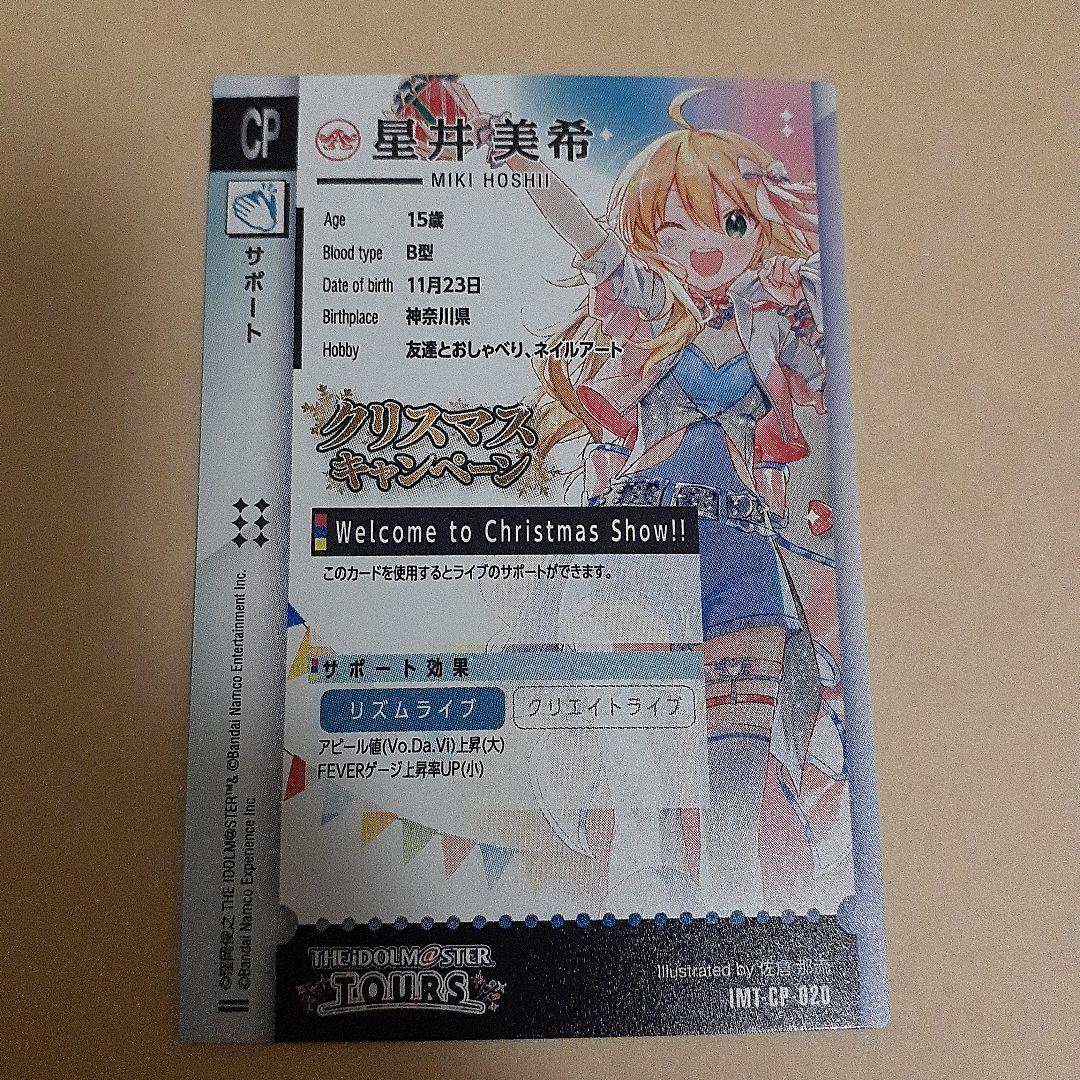 CP
サポート
星井 美希
MIKI HOSHII
Age 15歳
Blood type B型
Date of birth 11月23日
Birthplace 神奈川県
Hobby 友達とおしゃべり、ネイルアート
クリスマス
キャンペーン
Welcome to Christmas Show!!
このカードを使用するとライブのサポートができます。
サポート効果
リズムライブ クリエイトライブ
アピール値(Vo.Da.Vi)上昇(大)
FEVERゲージ上昇率UP(小)
©窪岡俊之 THE IDOLM@STER™& ©Bandai Namco Entertainment Inc.
©Bandai Namco Experience Inc.
THE iDOLM@STER
TOURS
Illustrated by 佐倉 那流
IMT-CP-020